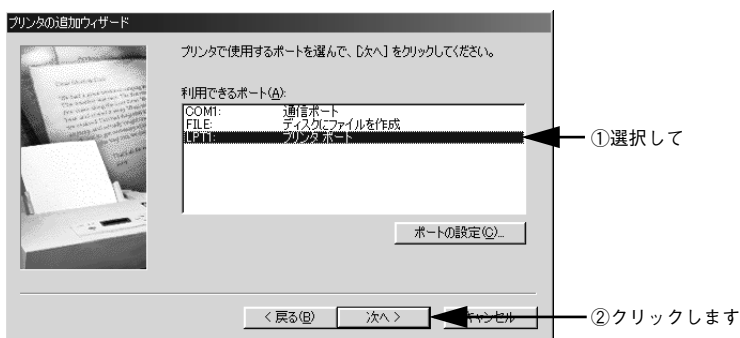 プリンタの追加ウィザード
プリンタで使用するポートを選んで、[次へ] をクリックしてください。
利用できるポート(A):
COM1: 通信ポート
FILE: ディスクにファイルを作成
LPT1: プリンタ ポート
①選択して
ポートの設定(C)...
< 戻る(B)
次へ >
キャンセル
②クリックします